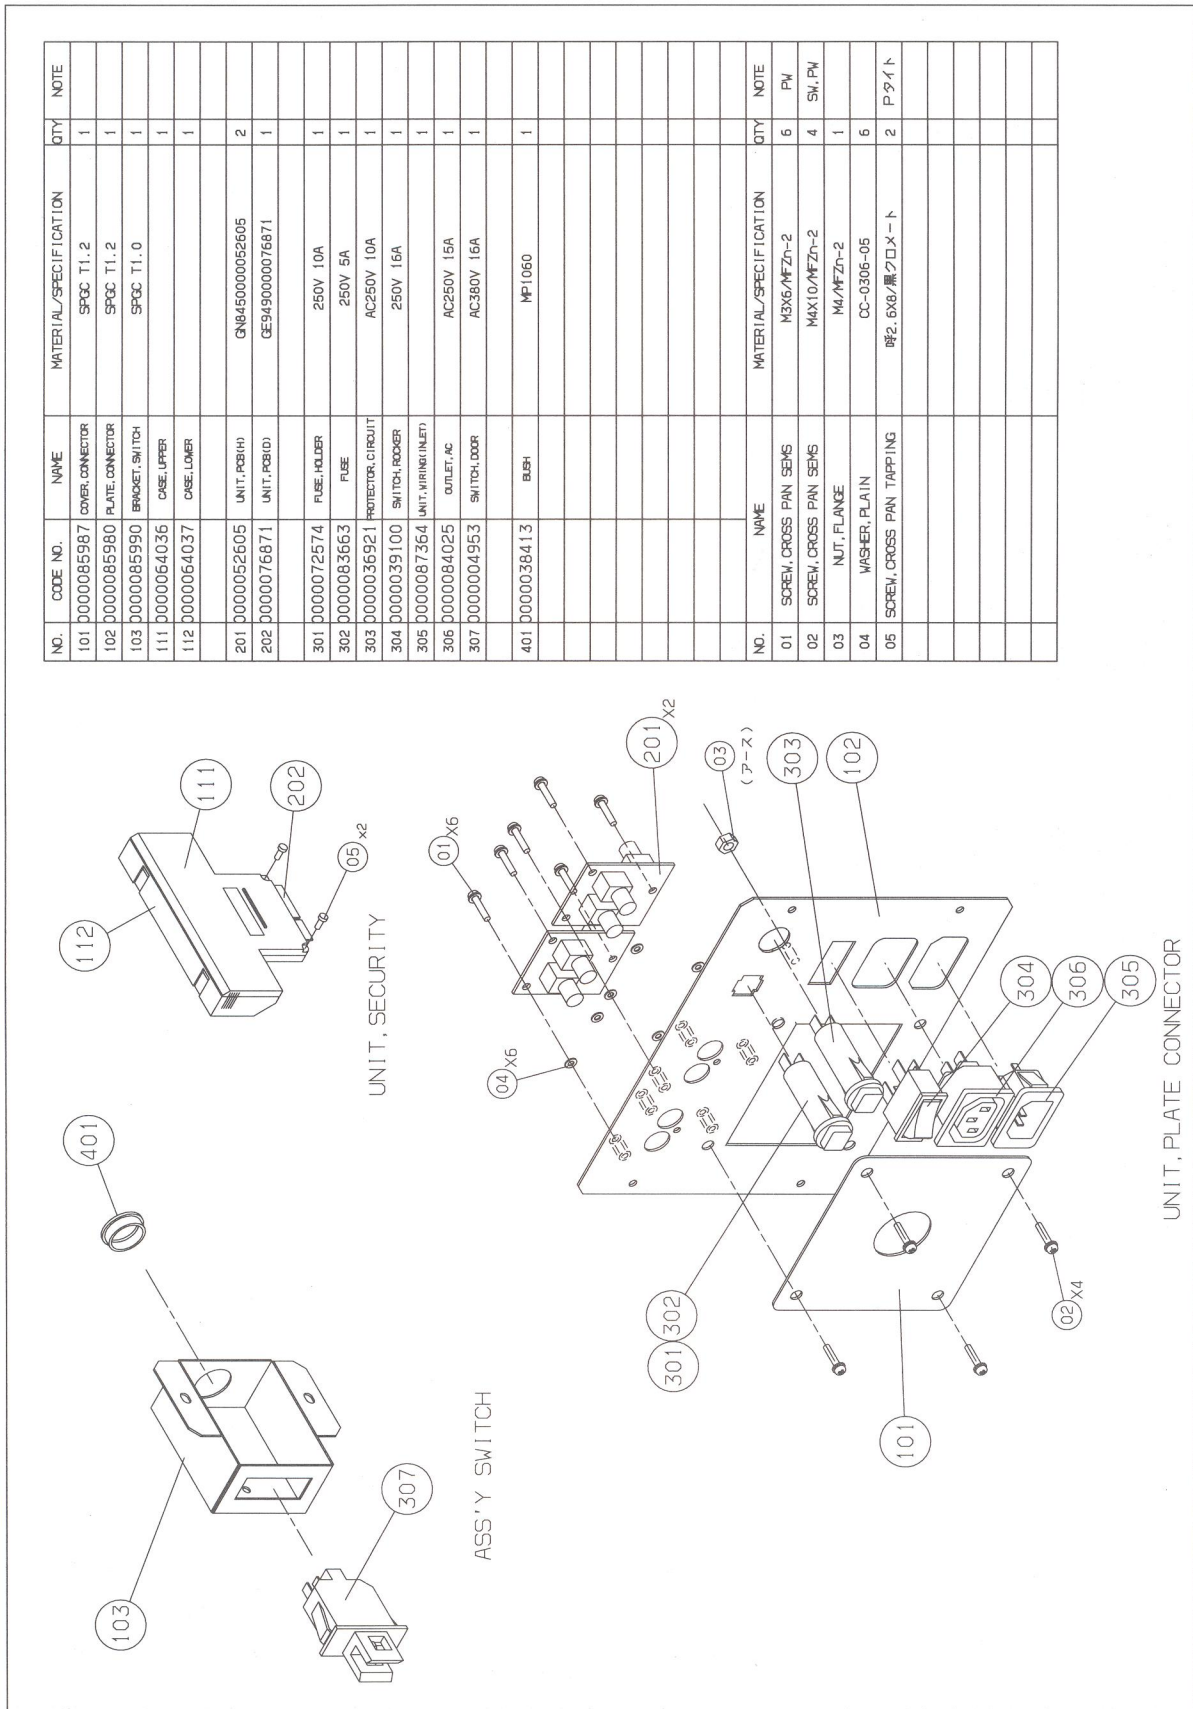 NO. CODE NO. NAME MATERIAL/SPECIFICATION QTY NOTE
101 0000085987 COVER, CONNECTOR SPGC T1.2 1
102 0000085980 PLATE, CONNECTOR SPGC T1.2 1
103 0000085990 BRACKET, SWITCH SPGC T1.0 1
111 0000064036 CASE, UPPER 1
112 0000064037 CASE, LOWER 1
201 0000052605 UNIT, PCB(H) GN8450000052605 2
202 0000076871 UNIT, PCB(D) GE9490000076871 1
301 0000072574 FUSE, HOLDER 250V 10A 1
302 0000083663 FUSE 250V 5A 1
303 0000036921 PROTECTOR, CIRCUIT AC250V 10A 1
304 0000039100 SWITCH, ROCKER 250V 16A 1
305 0000087364 UNIT, WIRING(INLET) 1
306 0000084025 OUTLET, AC AC250V 15A 1
307 0000004953 SWITCH, DOOR AC380V 16A 1
401 0000038413 BUSH MP1060 1
NO. NAME MATERIAL/SPECIFICATION QTY NOTE
01 SCREW, CROSS PAN SEMS M3X6/MFZn-2 6 PW
02 SCREW, CROSS PAN SEMS M4X10/MFZn-2 4 SW, PW
03 NUT, FLANGE M4/MFZn-2 1
04 WASHER, PLAIN CC-0306-05 6
05 SCREW, CROSS PAN TAPPING 呼2.6X8/黒クロメート 2 Pタイト
103
401
307
ASS'Y SWITCH
112
111
202
05 X2
UNIT, SECURITY
01 X6
04 X6
201 X2
03
(アース)
303
102
301 302
304
306
305
101
02 X4
UNIT, PLATE CONNECTOR